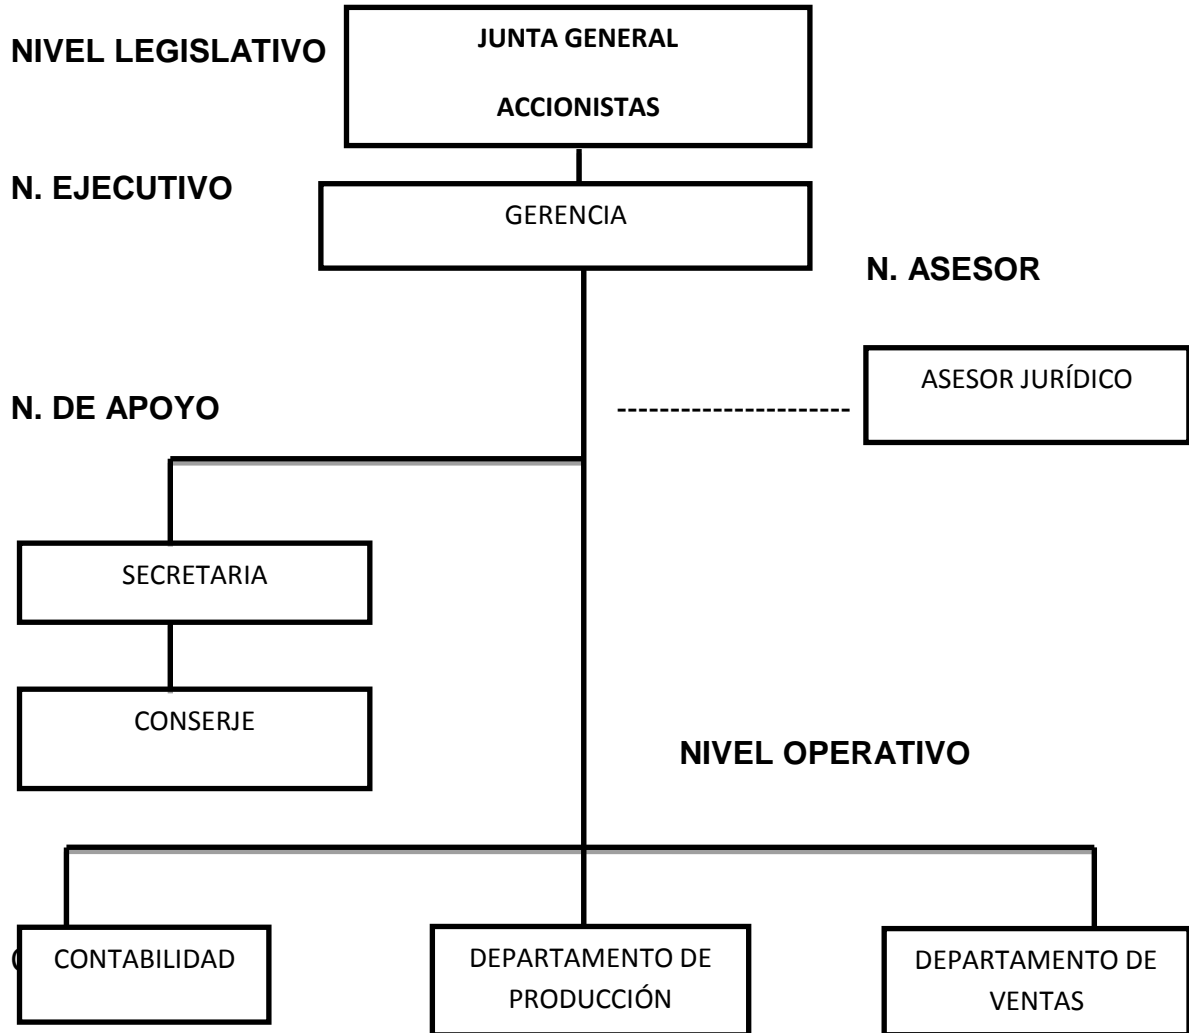 NIVEL LEGISLATIVO
JUNTA GENERAL
ACCIONISTAS
N. EJECUTIVO
GERENCIA
N. ASESOR
ASESOR JURÍDICO
N. DE APOYO
SECRETARIA
CONSERJE
NIVEL OPERATIVO
CONTABILIDAD
DEPARTAMENTO DE
PRODUCCIÓN
DEPARTAMENTO DE
VENTAS